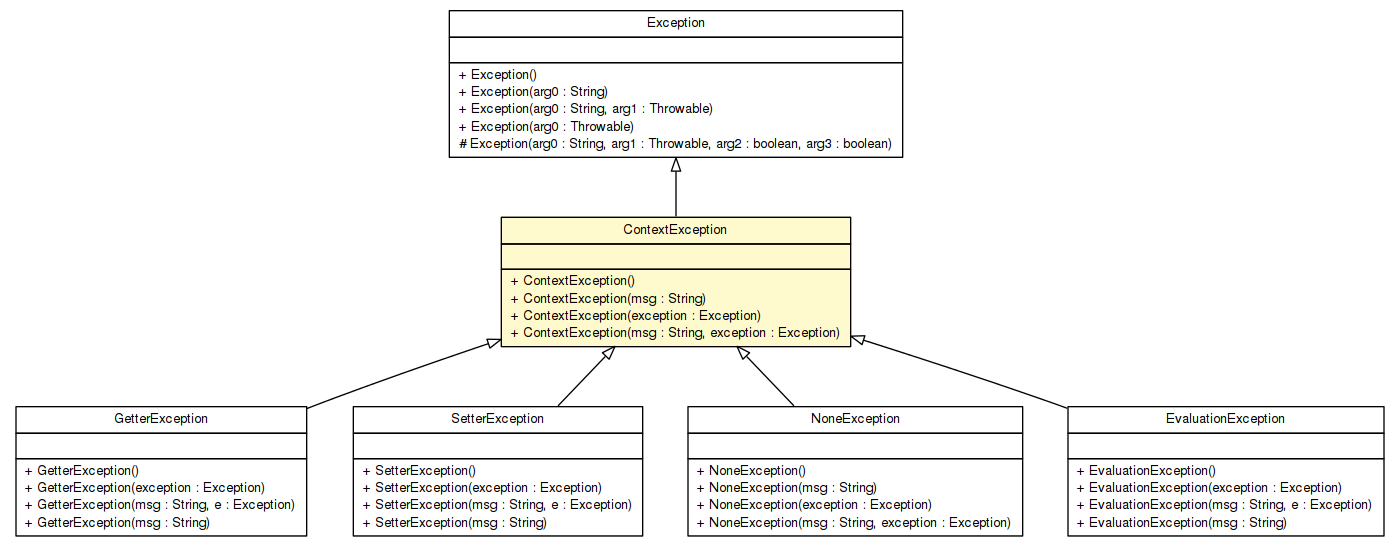 Exception
+ Exception()
+ Exception(arg0 : String)
+ Exception(arg0 : String, arg1 : Throwable)
+ Exception(arg0 : Throwable)
# Exception(arg0 : String, arg1 : Throwable, arg2 : boolean, arg3 : boolean)
ContextException
+ ContextException()
+ ContextException(msg : String)
+ ContextException(exception : Exception)
+ ContextException(msg : String, exception : Exception)
GetterException
+ GetterException()
+ GetterException(exception : Exception)
+ GetterException(msg : String, e : Exception)
+ GetterException(msg : String)
SetterException
+ SetterException()
+ SetterException(exception : Exception)
+ SetterException(msg : String, e : Exception)
+ SetterException(msg : String)
NoneException
+ NoneException()
+ NoneException(msg : String)
+ NoneException(exception : Exception)
+ NoneException(msg : String, exception : Exception)
EvaluationException
+ EvaluationException()
+ EvaluationException(exception : Exception)
+ EvaluationException(msg : String, e : Exception)
+ EvaluationException(msg : String)